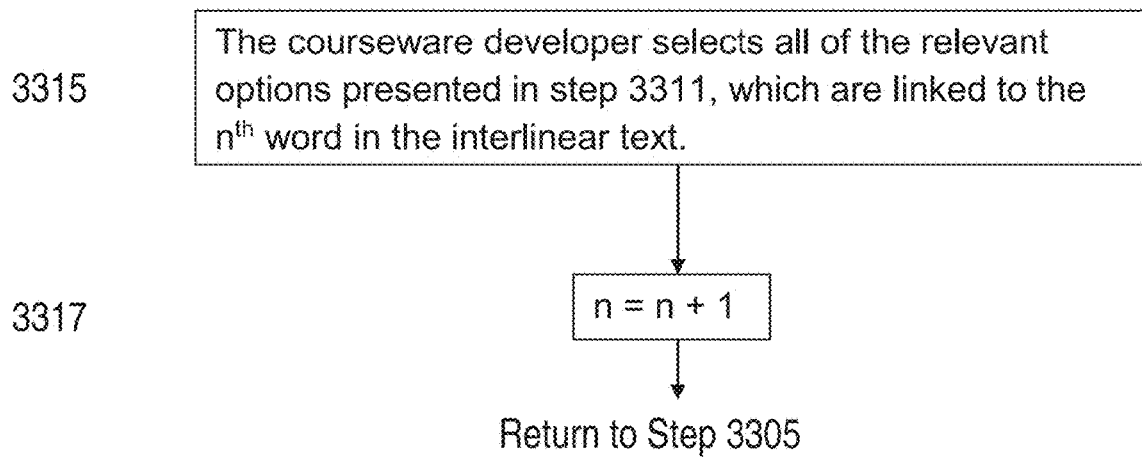 The courseware developer selects all of the relevant
3315
options presented in step 3311, which are linked to the
nth word in the interlinear text.
3317
n = n + 1
Return to Step 3305